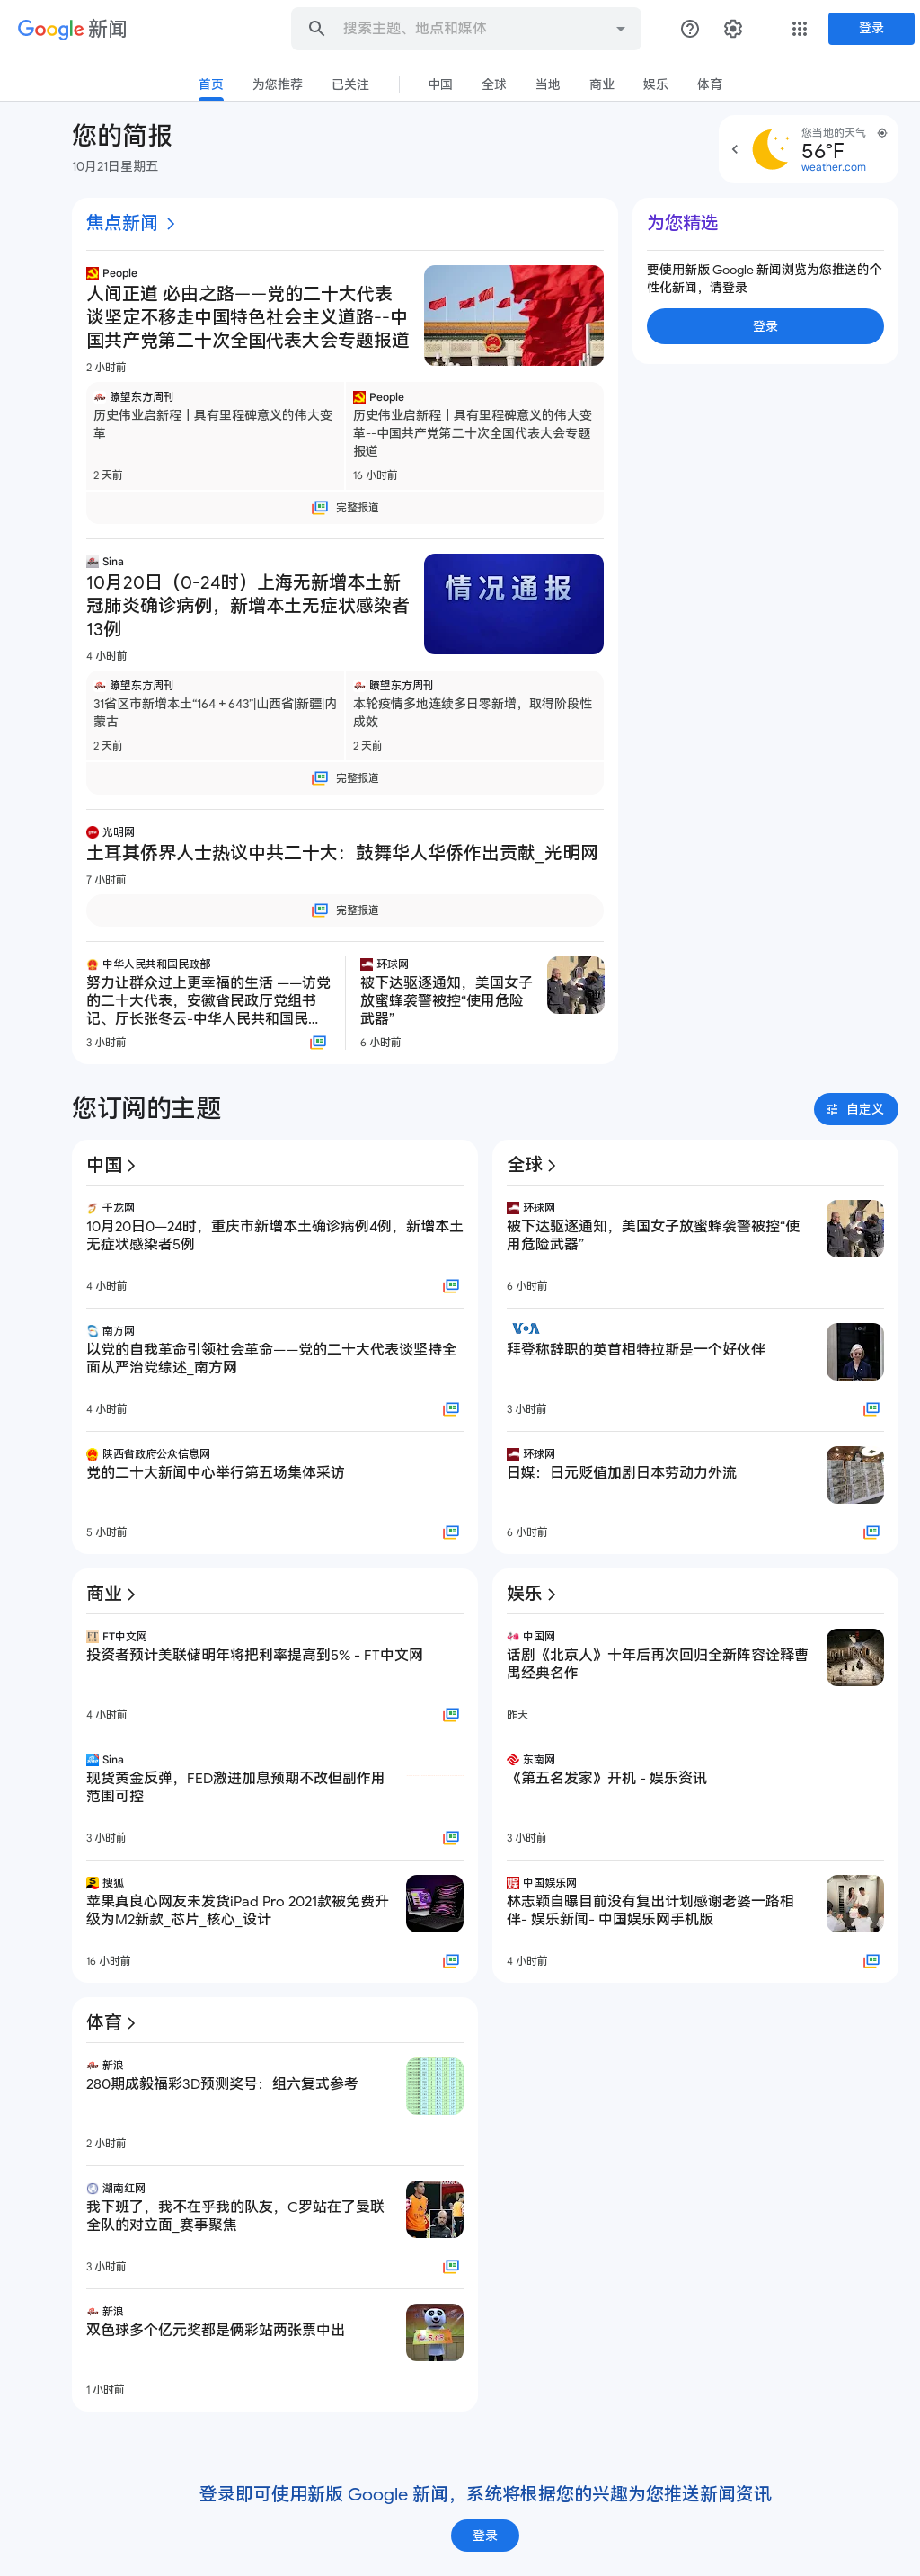 Google 新闻
搜索主题、地点和媒体
登录
首页
为您推荐
已关注
中国
全球
当地
商业
娱乐
体育
您的简报
10月21日星期五
您当地的天气
56°F
weather.com
焦点新闻
People
人间正道 必由之路——党的二十大代表
谈坚定不移走中国特色社会主义道路--中
国共产党第二十次全国代表大会专题报道
2 小时前
瞭望东方周刊
历史伟业启新程丨具有里程碑意义的伟大变
革
2 天前
People
历史伟业启新程丨具有里程碑意义的伟大变
革--中国共产党第二十次全国代表大会专题
报道
16 小时前
完整报道
为您精选
要使用新版 Google 新闻浏览为您推送的个
性化新闻，请登录
登录
Sina
10月20日（0-24时）上海无新增本土新
冠肺炎确诊病例，新增本土无症状感染者
13例
4 小时前
情况通报
瞭望东方周刊
31省区市新增本土“164＋643”|山西省|新疆|内
蒙古
2 天前
瞭望东方周刊
本轮疫情多地连续多日零新增，取得阶段性
成效
2 天前
完整报道
光明网
土耳其侨界人士热议中共二十大：鼓舞华人华侨作出贡献_光明网
7 小时前
完整报道
中华人民共和国民政部
努力让群众过上更幸福的生活 ——访党
的二十大代表，安徽省民政厅党组书
记、厅长张冬云-中华人民共和国民...
3 小时前
环球网
被下达驱逐通知，美国女子
放蜜蜂袭警被控“使用危险
武器”
6 小时前
您订阅的主题
自定义
中国
千龙网
10月20日0—24时，重庆市新增本土确诊病例4例，新增本土
无症状感染者5例
4 小时前
南方网
以党的自我革命引领社会革命——党的二十大代表谈坚持全
面从严治党综述_南方网
4 小时前
陕西省政府公众信息网
党的二十大新闻中心举行第五场集体采访
5 小时前
全球
环球网
被下达驱逐通知，美国女子放蜜蜂袭警被控“使
用危险武器”
6 小时前
VOA
拜登称辞职的英首相特拉斯是一个好伙伴
3 小时前
环球网
日媒：日元贬值加剧日本劳动力外流
6 小时前
商业
FT中文网
投资者预计美联储明年将把利率提高到5% - FT中文网
4 小时前
Sina
现货黄金反弹，FED激进加息预期不改但副作用
范围可控
3 小时前
搜狐
苹果真良心网友未发货iPad Pro 2021款被免费升
级为M2新款_芯片_核心_设计
16 小时前
娱乐
中国网
话剧《北京人》十年后再次回归全新阵容诠释曹
禺经典名作
昨天
东南网
《第五名发家》开机 - 娱乐资讯
3 小时前
中国娱乐网
林志颖自曝目前没有复出计划感谢老婆一路相
伴- 娱乐新闻- 中国娱乐网手机版
4 小时前
体育
新浪
280期成毅福彩3D预测奖号：组六复式参考
2 小时前
湖南红网
我下班了，我不在乎我的队友，C罗站在了曼联
全队的对立面_赛事聚焦
3 小时前
新浪
双色球多个亿元奖都是俩彩站两张票中出
1 小时前
登录即可使用新版 Google 新闻，系统将根据您的兴趣为您推送新闻资讯
登录